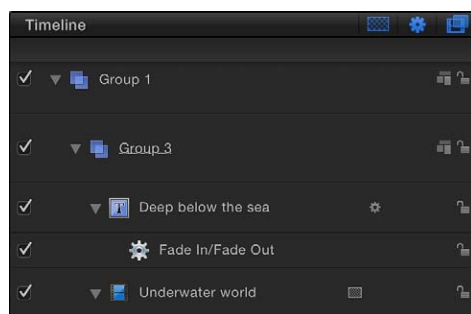 Timeline
Group 1
Group 3
Deep below the sea
Fade In/Fade Out
Underwater world